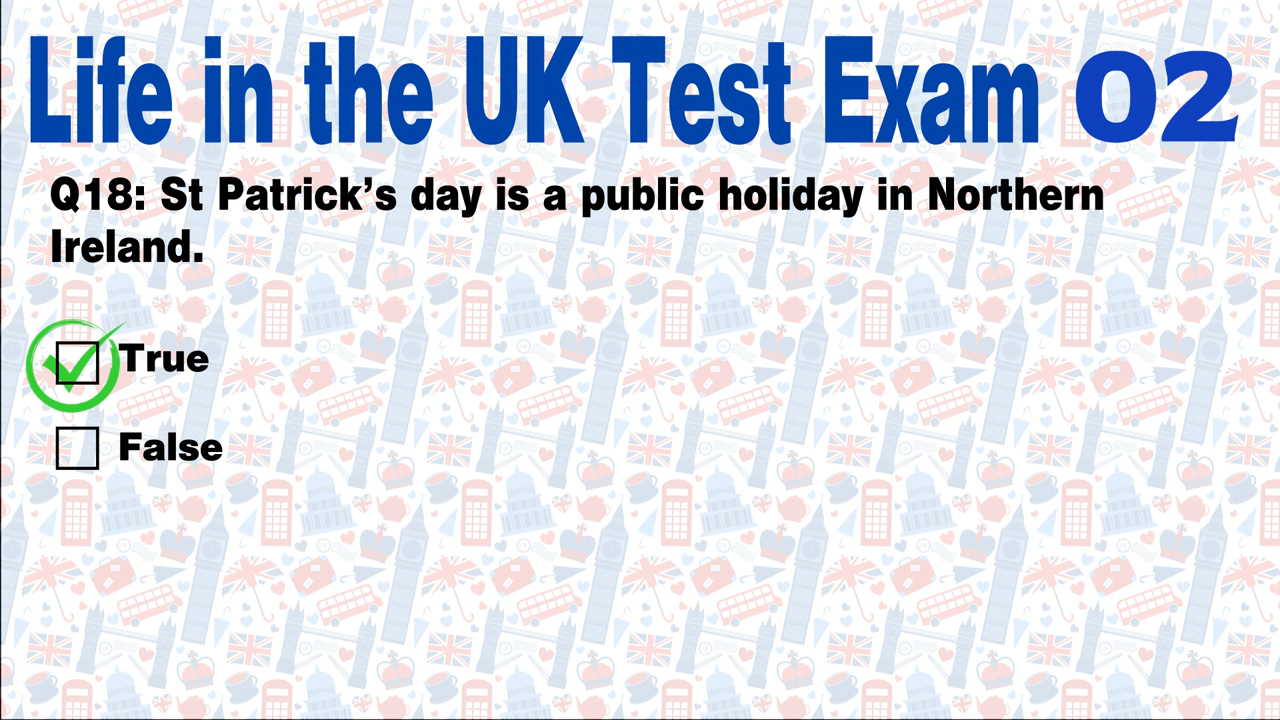 Life in the UK Test Exam 02
Q18: St Patrick’s day is a public holiday in Northern
Ireland.
True
False